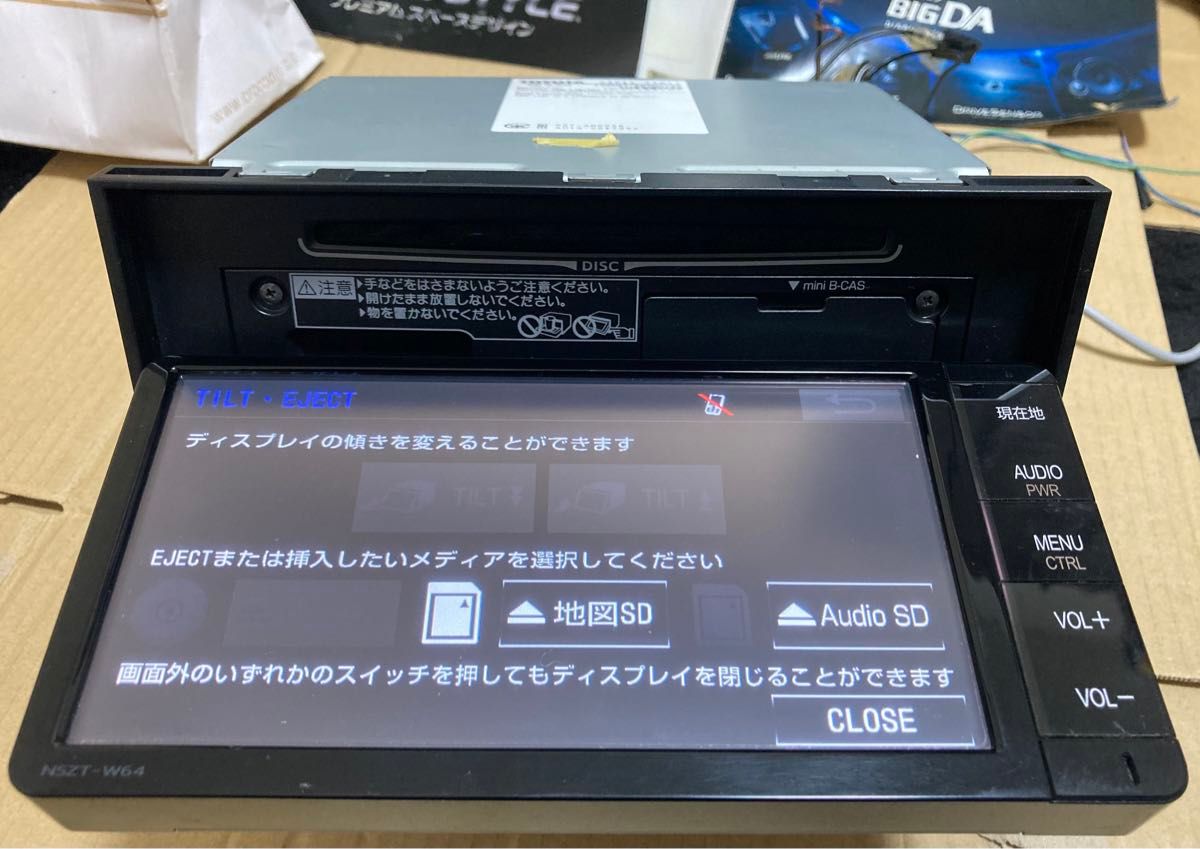 STYLE
プレミアム スペースデザイン
BIGDA
DRIVESENSOR
TOYOTA
DISC
注意
手などをはさまないようご注意ください。
開けたまま放置しないでください。
物を置かないでください。
▼mini B-CAS
TILT・EJECT
ディスプレイの傾きを変えることができます
TILT
TILT
EJECTまたは挿入したいメディアを選択してください
地図SD
Audio SD
画面外のいずれかのスイッチを押してもディスプレイを閉じることができます
CLOSE
現在地
AUDIO
PWR
MENU
CTRL
VOL+
VOL−
NSZT-W64